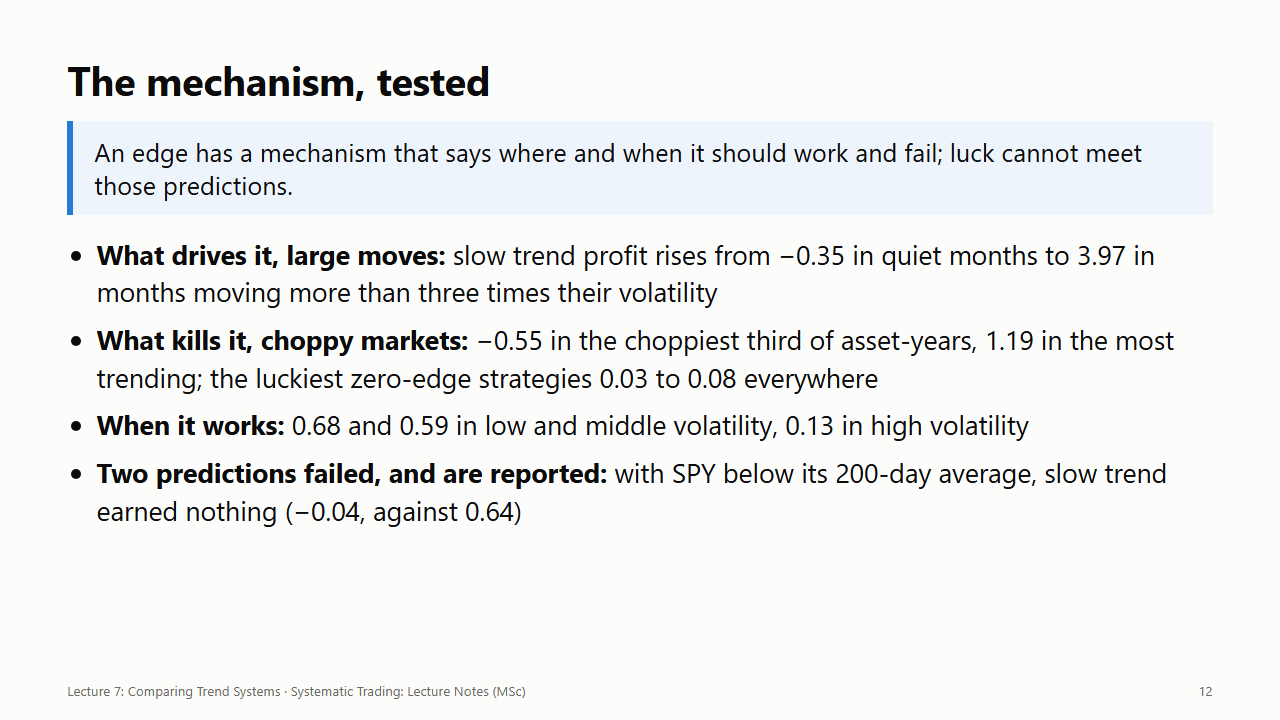 The mechanism, tested
An edge has a mechanism that says where and when it should work and fail; luck cannot meet
those predictions.
• What drives it, large moves: slow trend profit rises from −0.35 in quiet months to 3.97 in
months moving more than three times their volatility
• What kills it, choppy markets: −0.55 in the choppiest third of asset-years, 1.19 in the most
trending; the luckiest zero-edge strategies 0.03 to 0.08 everywhere
• When it works: 0.68 and 0.59 in low and middle volatility, 0.13 in high volatility
• Two predictions failed, and are reported: with SPY below its 200-day average, slow trend
earned nothing (−0.04, against 0.64)
Lecture 7: Comparing Trend Systems · Systematic Trading: Lecture Notes (MSc)
12